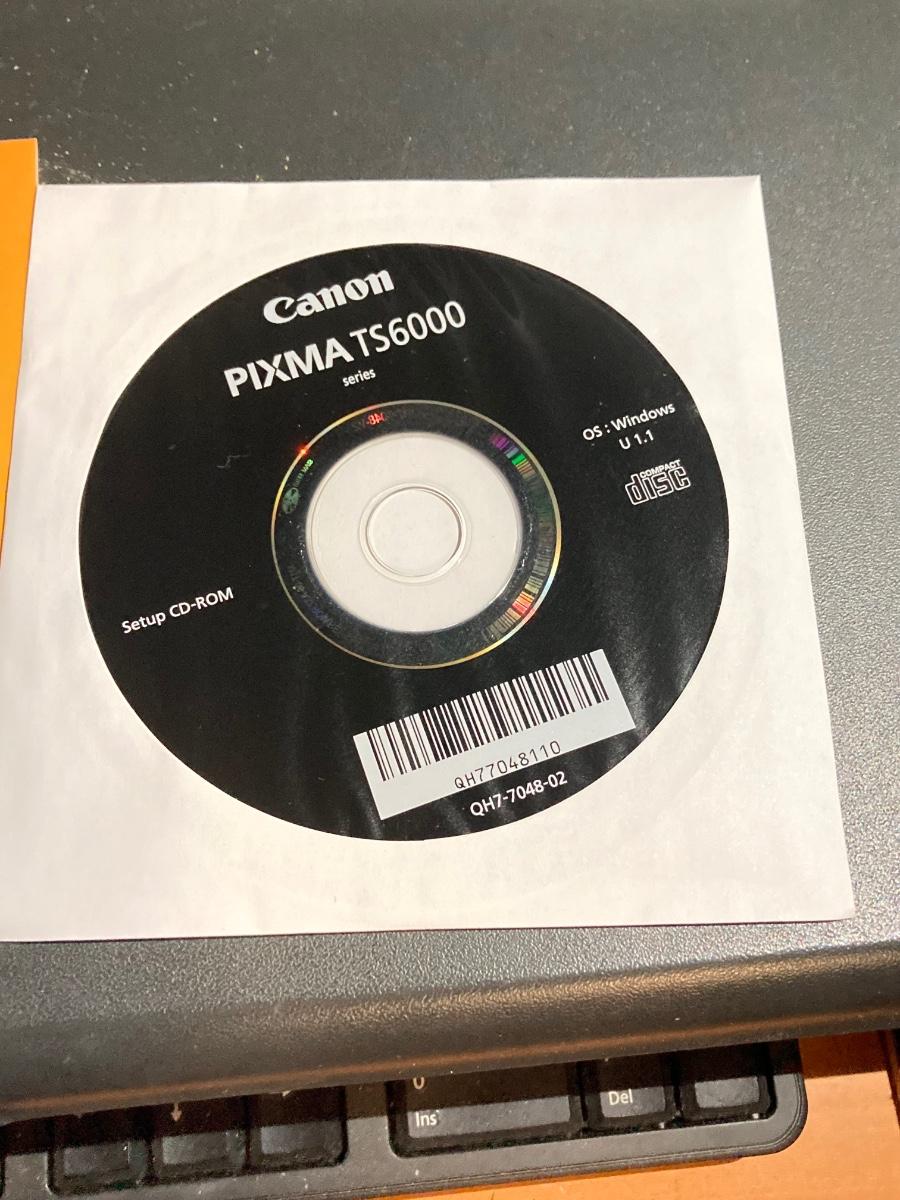 Canon
PIXMA TS6000
series
OS : Windows
U 1.1
COMPACT
disc
Setup CD-ROM
QH77048110
QH7-7048-02
0
Ins
Del